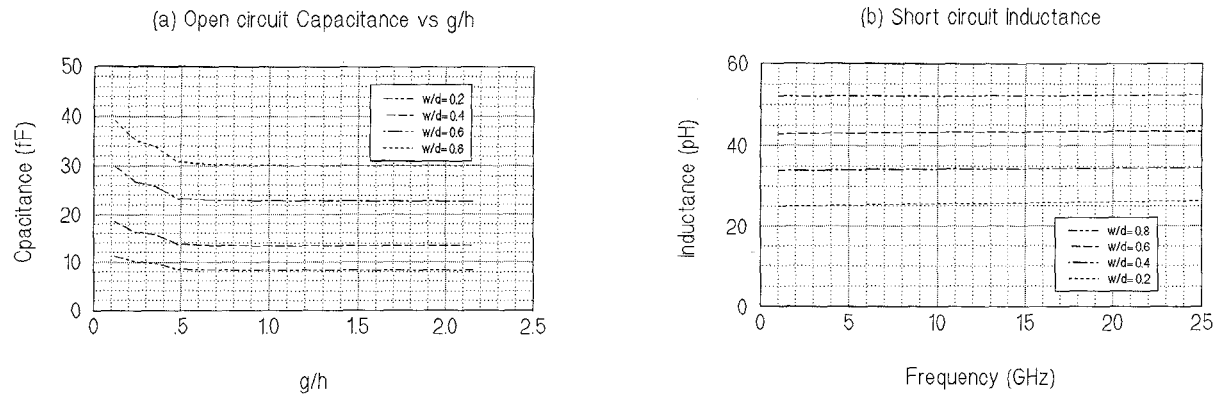 (a) Open circuit Capacitance vs g/h
50
40
30
20
10
0
Cpacitance (fF)
w/d=0.2
w/d=0.4
w/d=0.6
w/d=0.8
0
.5
1.0
1.5
2.0
2.5
g/h
(b) Short circuit Inductance
60
40
20
0
Inductance (pH)
w/d=0.8
w/d=0.6
w/d=0.4
w/d=0.2
0
5
10
15
20
25
Frequency (GHz)